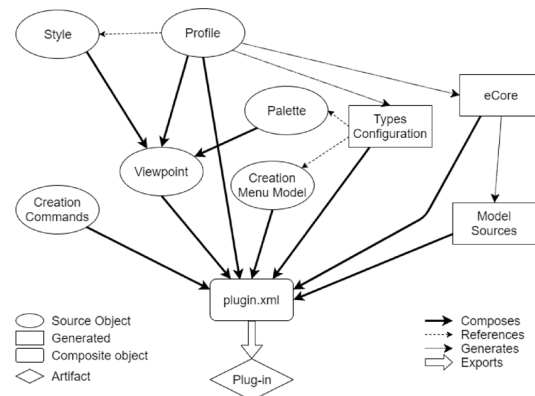 Style
Profile
eCore
Palette
Types
Configuration
Viewpoint
Creation
Menu Model
Creation
Commands
Model
Sources
plugin.xml
Source Object
Generated
Composite object
Artifact
Plug-in
Composes
References
Generates
Exports